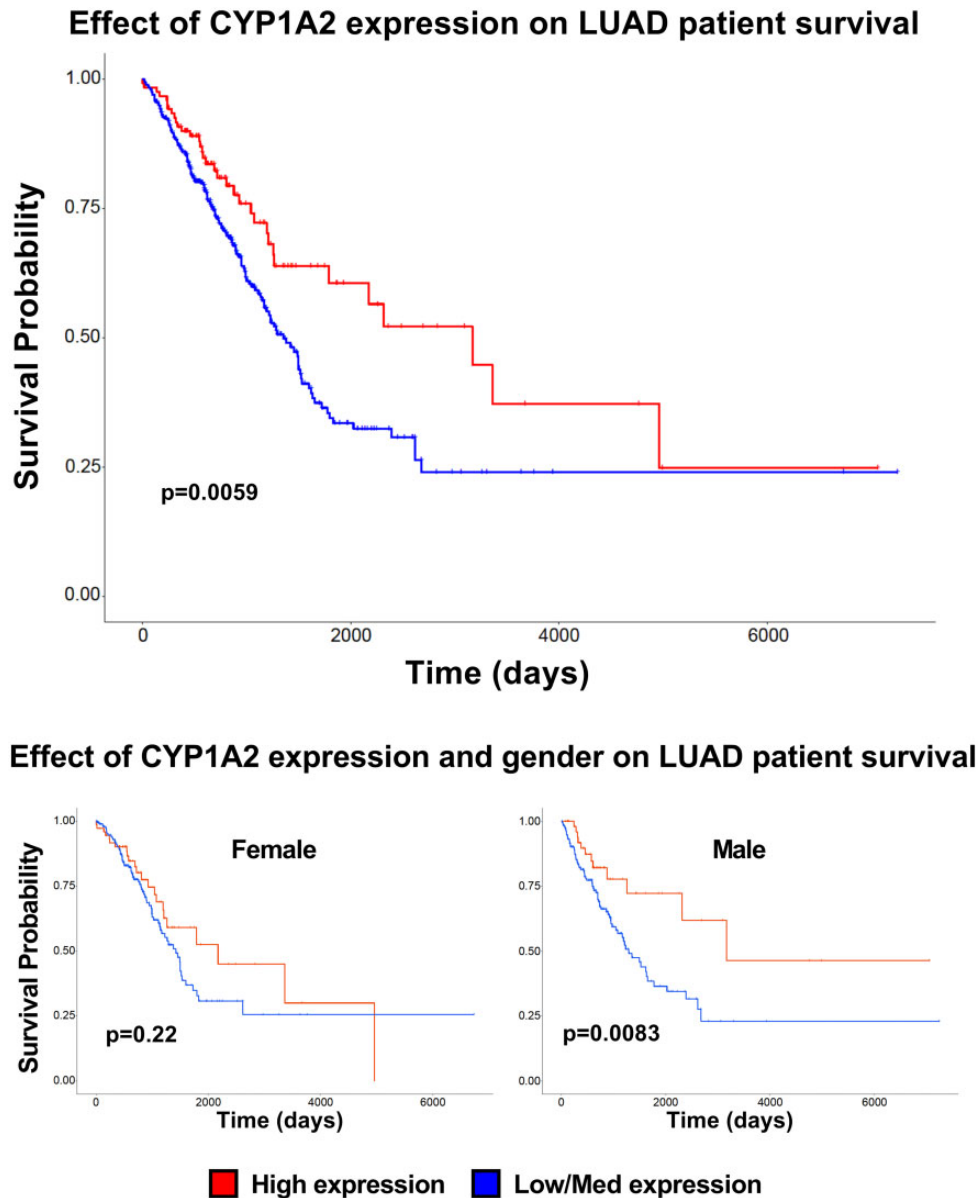 Effect of CYP1A2 expression on LUAD patient survival
Survival Probability
1.00
0.75
0.50
0.25
0.00
p=0.0059
0
2000
4000
6000
Time (days)
Effect of CYP1A2 expression and gender on LUAD patient survival
Survival Probability
1.00
0.75
0.50
0.25
0.00
Female
p=0.22
0
2000
4000
6000
Time (days)
1.00
0.75
0.50
0.25
0.00
Male
p=0.0083
0
2000
4000
6000
Time (days)
High expression
Low/Med expression